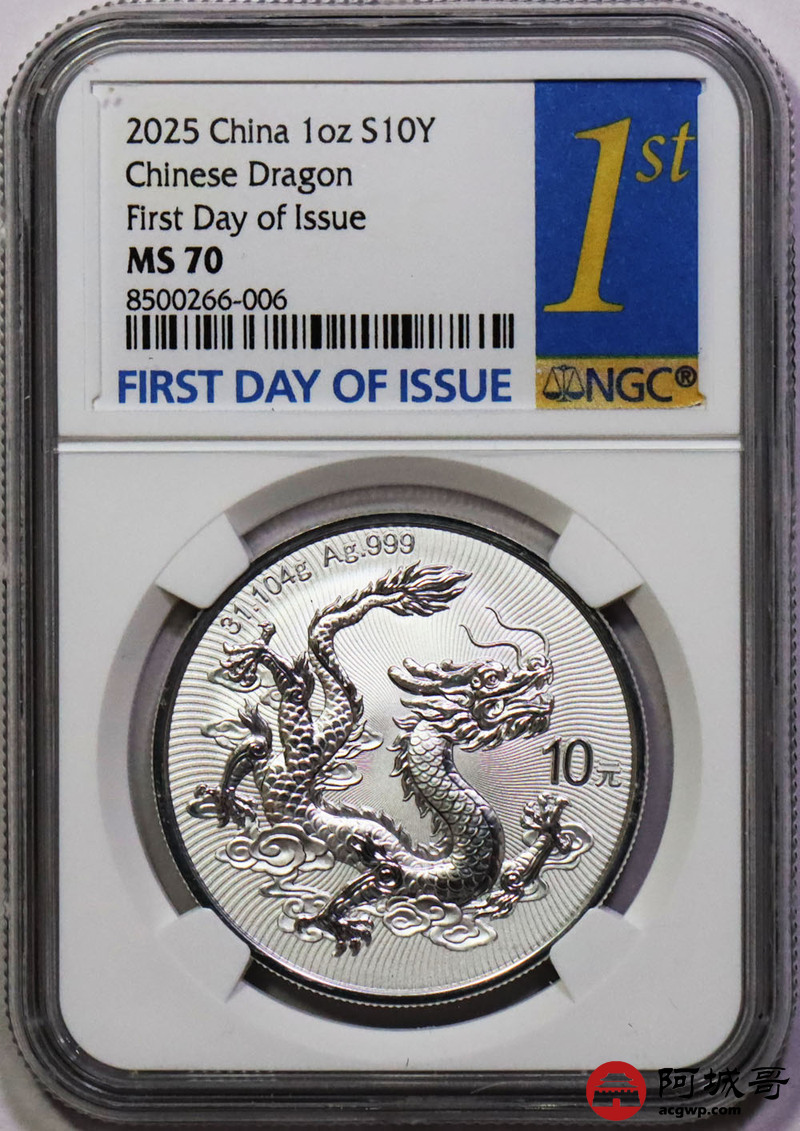 2025 China 1oz S10Y
Chinese Dragon
First Day of Issue
MS 70
8500266-006
FIRST DAY OF ISSUE
1st
NGC®
31.104g Ag.999
10元
阿城哥
acgwp.com